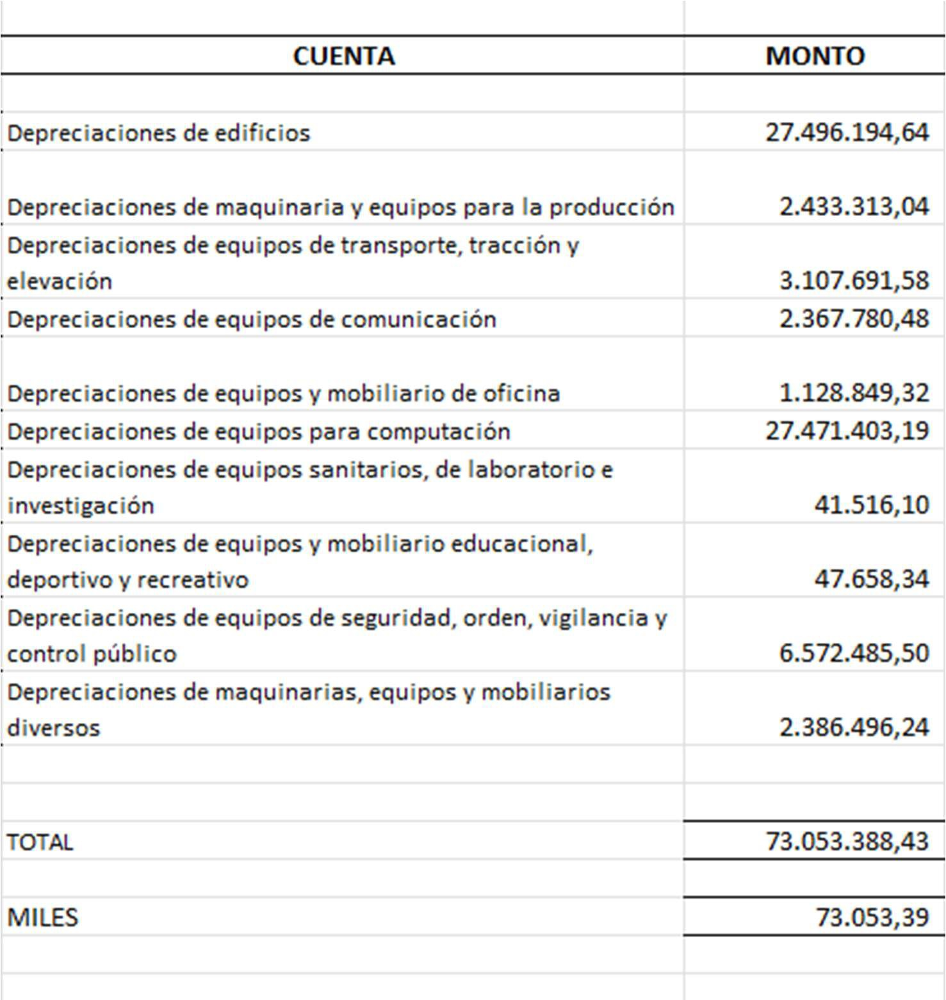 CUENTA MONTO
Depreciaciones de edificios 27.496.194,64
Depreciaciones de maquinaria y equipos para la producción 2.433.313,04
Depreciaciones de equipos de transporte, tracción y
elevación 3.107.691,58
Depreciaciones de equipos de comunicación 2.367.780,48
Depreciaciones de equipos y mobiliario de oficina 1.128.849,32
Depreciaciones de equipos para computación 27.471.403,19
Depreciaciones de equipos sanitarios, de laboratorio e
investigación 41.516,10
Depreciaciones de equipos y mobiliario educacional,
deportivo y recreativo 47.658,34
Depreciaciones de equipos de seguridad, orden, vigilancia y
control público 6.572.485,50
Depreciaciones de maquinarias, equipos y mobiliarios
diversos 2.386.496,24
TOTAL 73.053.388,43
MILES 73.053,39